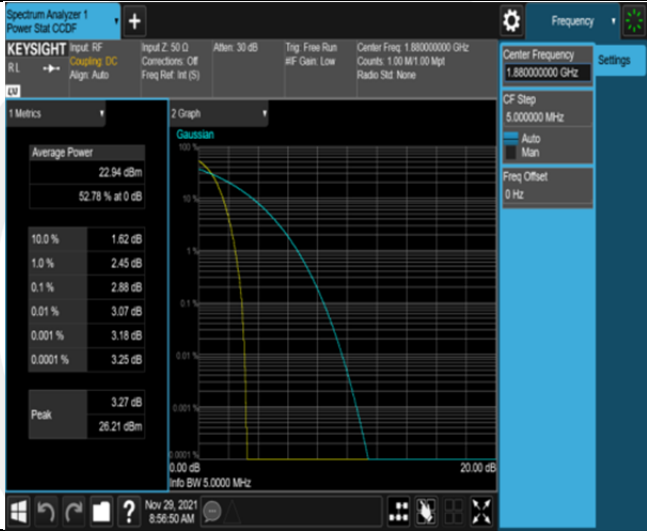 Spectrum Analyzer 1
Power Stat CCDF
+
Frequency
KEYSIGHT
RL
LV
Input: RF
Coupling: DC
Align: Auto
Input Z: 50 Ω
Corrections: Off
Freq Ref: Int (S)
Atten: 30 dB
Trig: Free Run
#IF Gain: Low
Center Freq: 1.880000000 GHz
Counts: 1.00 M/1.00 Mpt
Radio Std: None
Center Frequency
1.880000000 GHz
Settings
CF Step
5.000000 MHz
Auto
Man
Freq Offset
0 Hz
1 Metrics
Average Power
22.94 dBm
52.78 % at 0 dB
10.0 % 1.62 dB
1.0 % 2.45 dB
0.1 % 2.88 dB
0.01 % 3.07 dB
0.001 % 3.18 dB
0.0001 % 3.25 dB
Peak
3.27 dB
26.21 dBm
2 Graph
Gaussian
100 %
10 %
1 %
0.1 %
0.01 %
0.001 %
0.0001 %
0.00 dB 20.00 dB
Info BW 5.0000 MHz
?
Nov 29, 2021
8:56:50 AM